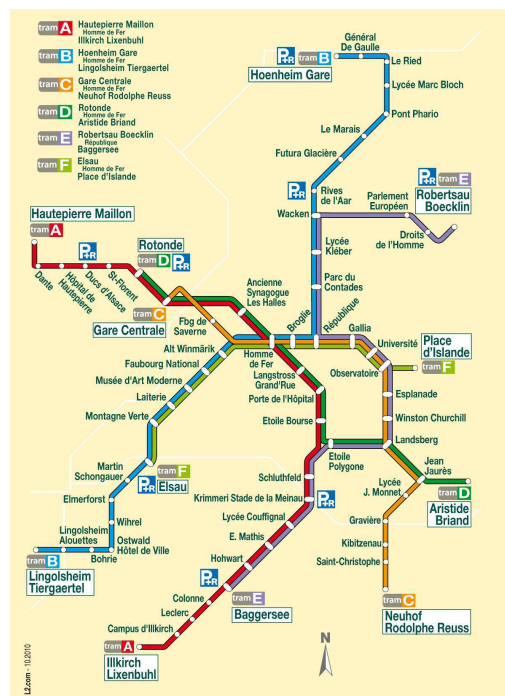 tram A
Hautepierre Maillon
Homme de Fer
Illkirch Lixenbuhl
tram B
Hoenheim Gare
Homme de Fer
Lingolsheim Tiergaertel
tram C
Gare Centrale
Homme de Fer
Neuhof Rodolphe Reuss
tram D
Rotonde
Homme de Fer
Aristide Briand
tram E
Robertsau Boecklin
République
Baggersee
tram F
Elsau
Homme de Fer
Place d'Islande
Général
De Gaulle
P+R
tram B
Hoenheim Gare
Le Ried
Lycée Marc Bloch
Pont Phario
Le Marais
Futura Glacière
P+R
Rives
de l'Aar
P+R
tram E
Robertsau
Boecklin
Parlement
Européen
Wacken
Droits
de l'Homme
Lycée
Kléber
Parc du
Contades
Hautepierre Maillon
tram A
P+R
Rotonde
tram D
P+R
Dante
Hôpital de
Hautepierre
Ducs d'Alsace
St-Florent
Ancienne
Synagogue
Les Halles
tram C
Gare Centrale
Fbg de
Saverne
Broglie
République
Gallia
Université
Place
d'Islande
tram F
Alt Winmärik
Homme
de Fer
Observatoire
Faubourg National
Langstross
Grand'Rue
Musée d'Art Moderne
Porte de l'Hôpital
Esplanade
Laiterie
Winston Churchill
Montagne Verte
Etoile Bourse
Landsberg
Etoile
Polygone
Martin
Schongauer
tram F
P+R
Elsau
Schluthfeld
Jean
Jaurès
Lycée
J. Monnet
tram D
Aristide
Briand
Elmerforst
Krimmeri Stade de la Meinau
P+R
Wihrel
Lycée Couffignal
Gravière
Lingolsheim
Alouettes
Ostwald
Hôtel de Ville
E. Mathis
Kibitzenau
Bohrie
Hohwart
Saint-Christophe
tram B
Lingolsheim
Tiergaertel
P+R
tram E
Baggersee
Colonne
tram C
Neuhof
Rodolphe Reuss
Leclerc
Campus d'Illkirch
tram A
Illkirch
Lixenbuhl
N
L2.com - 10.2010